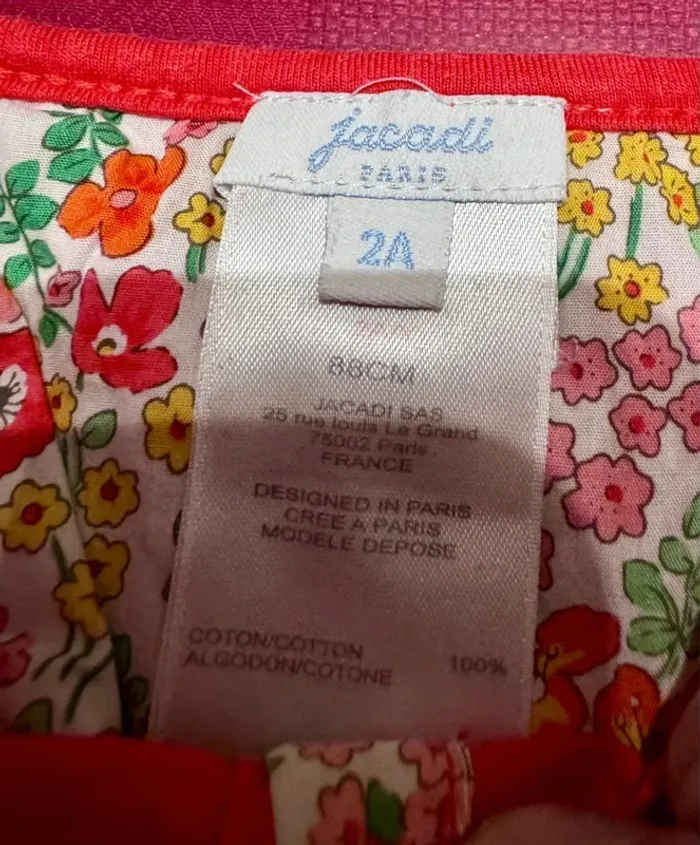 jacadi
PARIS
2A
88CM
JACADI SAS
25 rue louis Le Grand
75002 Paris
FRANCE
DESIGNED IN PARIS
CREE A PARIS
MODELE DEPOSE
COTON/COTTON
ALGODON/COTONE 100%